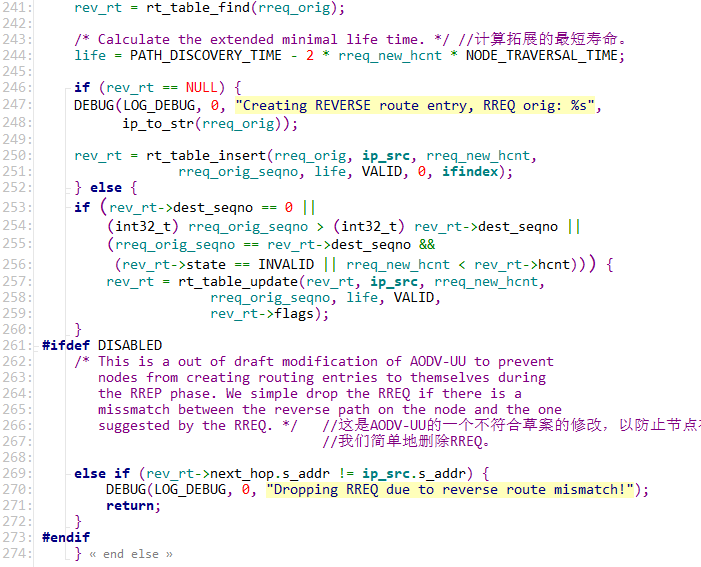 241: rev_rt = rt_table_find(rreq_orig);
242:
243: /* Calculate the extended minimal life time. */ //计算拓展的最短寿命。
244: life = PATH_DISCOVERY_TIME - 2 * rreq_new_hcnt * NODE_TRAVERSAL_TIME;
245:
246: if (rev_rt == NULL) {
247: DEBUG(LOG_DEBUG, 0, "Creating REVERSE route entry, RREQ orig: %s",
248: ip_to_str(rreq_orig));
249:
250: rev_rt = rt_table_insert(rreq_orig, ip_src, rreq_new_hcnt,
251: rreq_orig_seqno, life, VALID, 0, ifindex);
252: } else {
253: if (rev_rt->dest_seqno == 0 ||
254: (int32_t) rreq_orig_seqno > (int32_t) rev_rt->dest_seqno ||
255: (rreq_orig_seqno == rev_rt->dest_seqno &&
256: (rev_rt->state == INVALID || rreq_new_hcnt < rev_rt->hcnt))) {
257: rev_rt = rt_table_update(rev_rt, ip_src, rreq_new_hcnt,
258: rreq_orig_seqno, life, VALID,
259: rev_rt->flags);
260: }
261: #ifdef DISABLED
262: /* This is a out of draft modification of AODV-UU to prevent
263: nodes from creating routing entries to themselves during
264: the RREP phase. We simple drop the RREQ if there is a
265: missmatch between the reverse path on the node and the one
266: suggested by the RREQ. */ //这是AODV-UU的一个不符合草案的修改，以防止节点
267: //我们简单地删除RREQ。
268:
269: else if (rev_rt->next_hop.s_addr != ip_src.s_addr) {
270: DEBUG(LOG_DEBUG, 0, "Dropping RREQ due to reverse route mismatch!");
271: return;
272: }
273: #endif
274: } « end else »